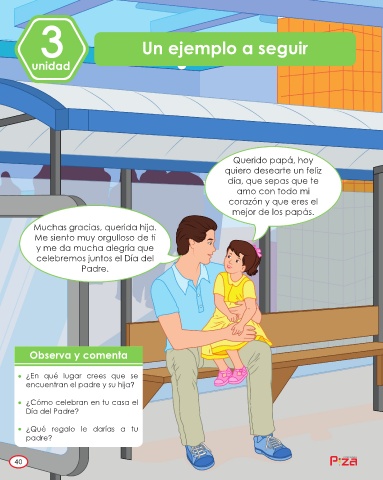 3
unidad
Un ejemplo a seguir
Querido papá, hoy
quiero desearte un feliz
día, que sepas que te
amo con todo mi
corazón y que eres el
mejor de los papás.
Muchas gracias, querida hija.
Me siento muy orgulloso de ti
y me da mucha alegría que
celebremos juntos el Día del
Padre.
Observa y comenta
• ¿En qué lugar crees que se
encuentran el padre y su hija?
• ¿Cómo celebran en tu casa el
Día del Padre?
• ¿Qué regalo le darías a tu
padre?
40